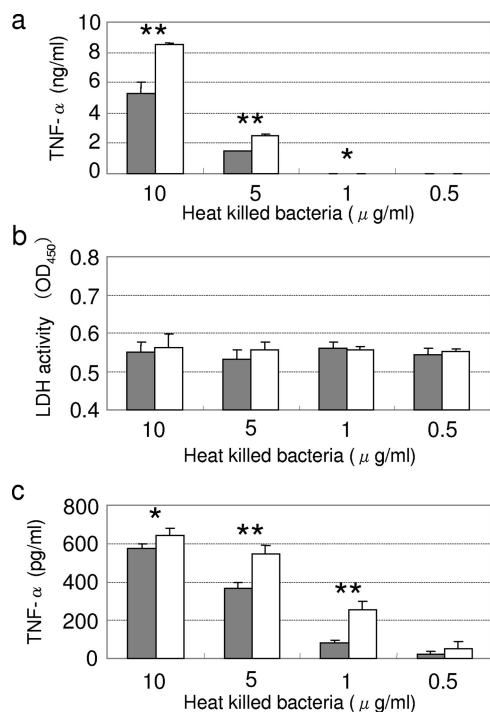 a
TNF-α (ng/ml)
10
8
6
4
2
0
** ** *
10 5 1 0.5
Heat killed bacteria ( μ g/ml)
b
LDH activity (OD450)
0.8
0.7
0.6
0.5
0.4
10 5 1 0.5
Heat killed bacteria ( μ g/ml)
c
TNF-α (pg/ml)
800
600
400
200
0
* ** **
10 5 1 0.5
Heat killed bacteria ( μ g/ml)